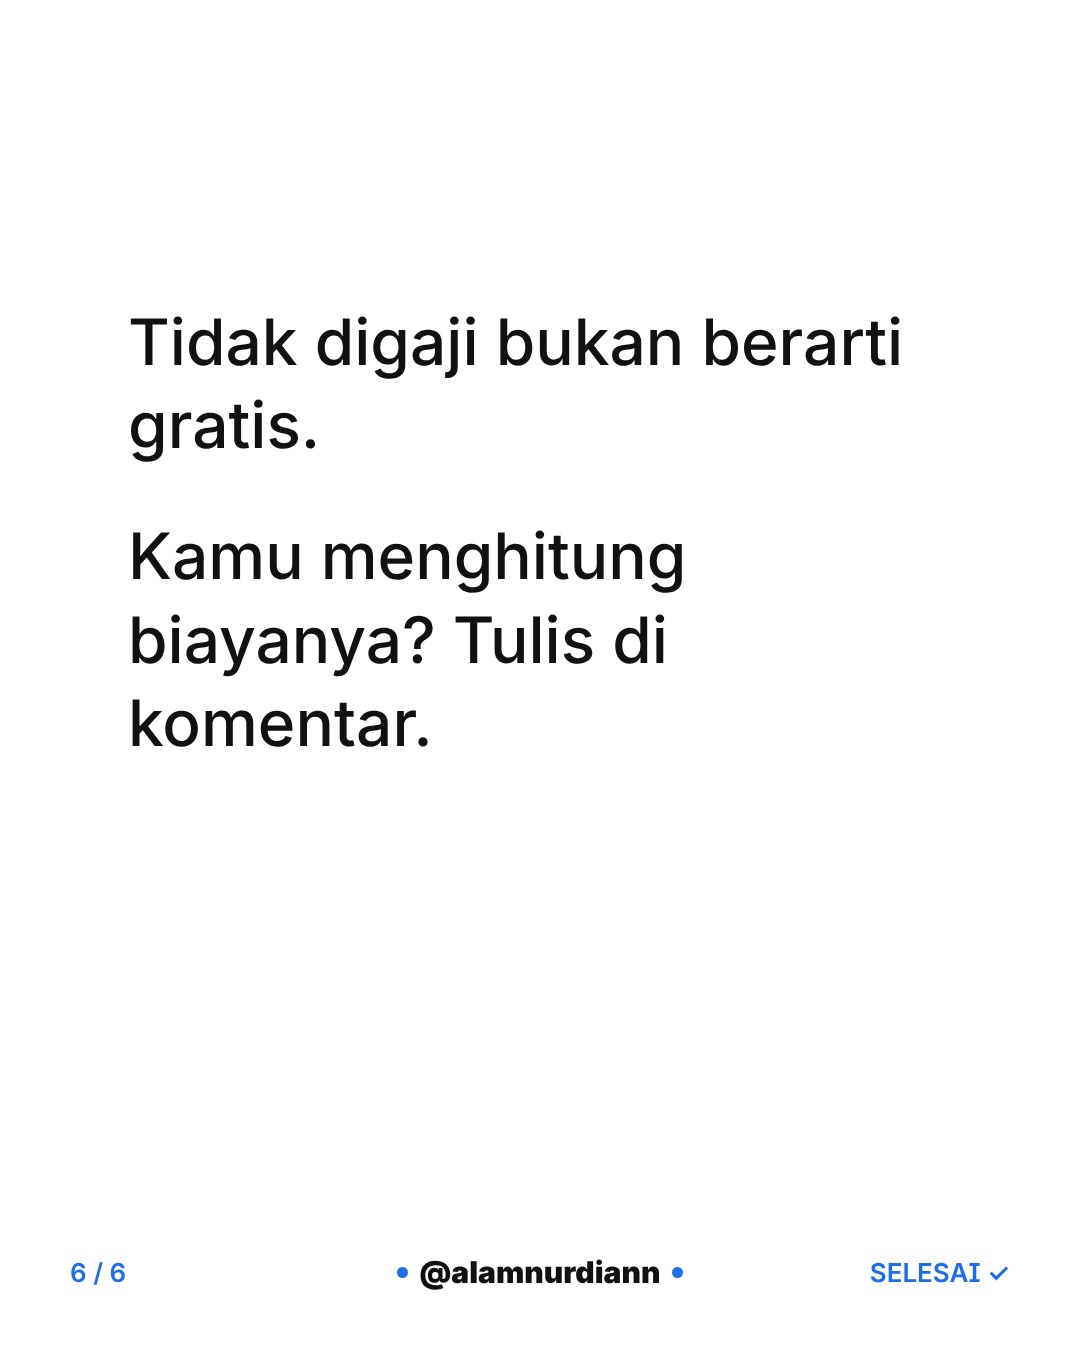 Tidak digaji bukan berarti
gratis.
Kamu menghitung
biayanya? Tulis di
komentar.
6 / 6
@alamnurdiann
SELESAI ✓